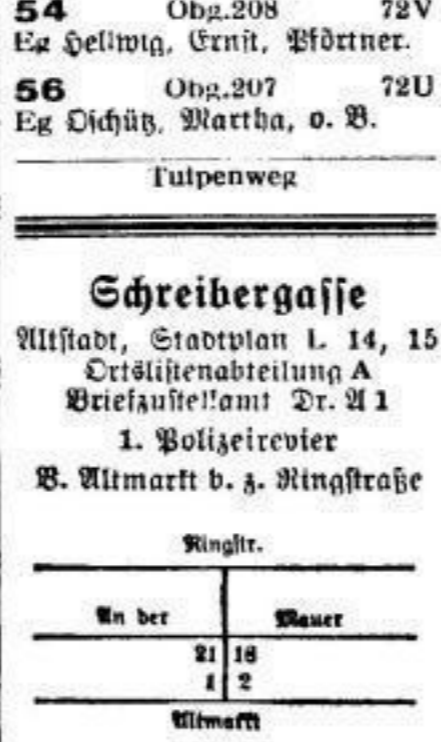 54 Obg.208 72V
Eg Hellwig, Ernst, Pförtner.
56 Obg.207 72U
Eg Oschütz, Martha, o. B.
Tulpenweg
Schreibergasse
Altstadt, Stadtplan L 14, 15
Ortslistenabteilung A
Briefzustellamt Dr. A 1
1. Polizeirevier
B. Altmarkt b. z. Ringstraße
Ringstr.
An der Mauer
21 18
1 2
Altmarkt